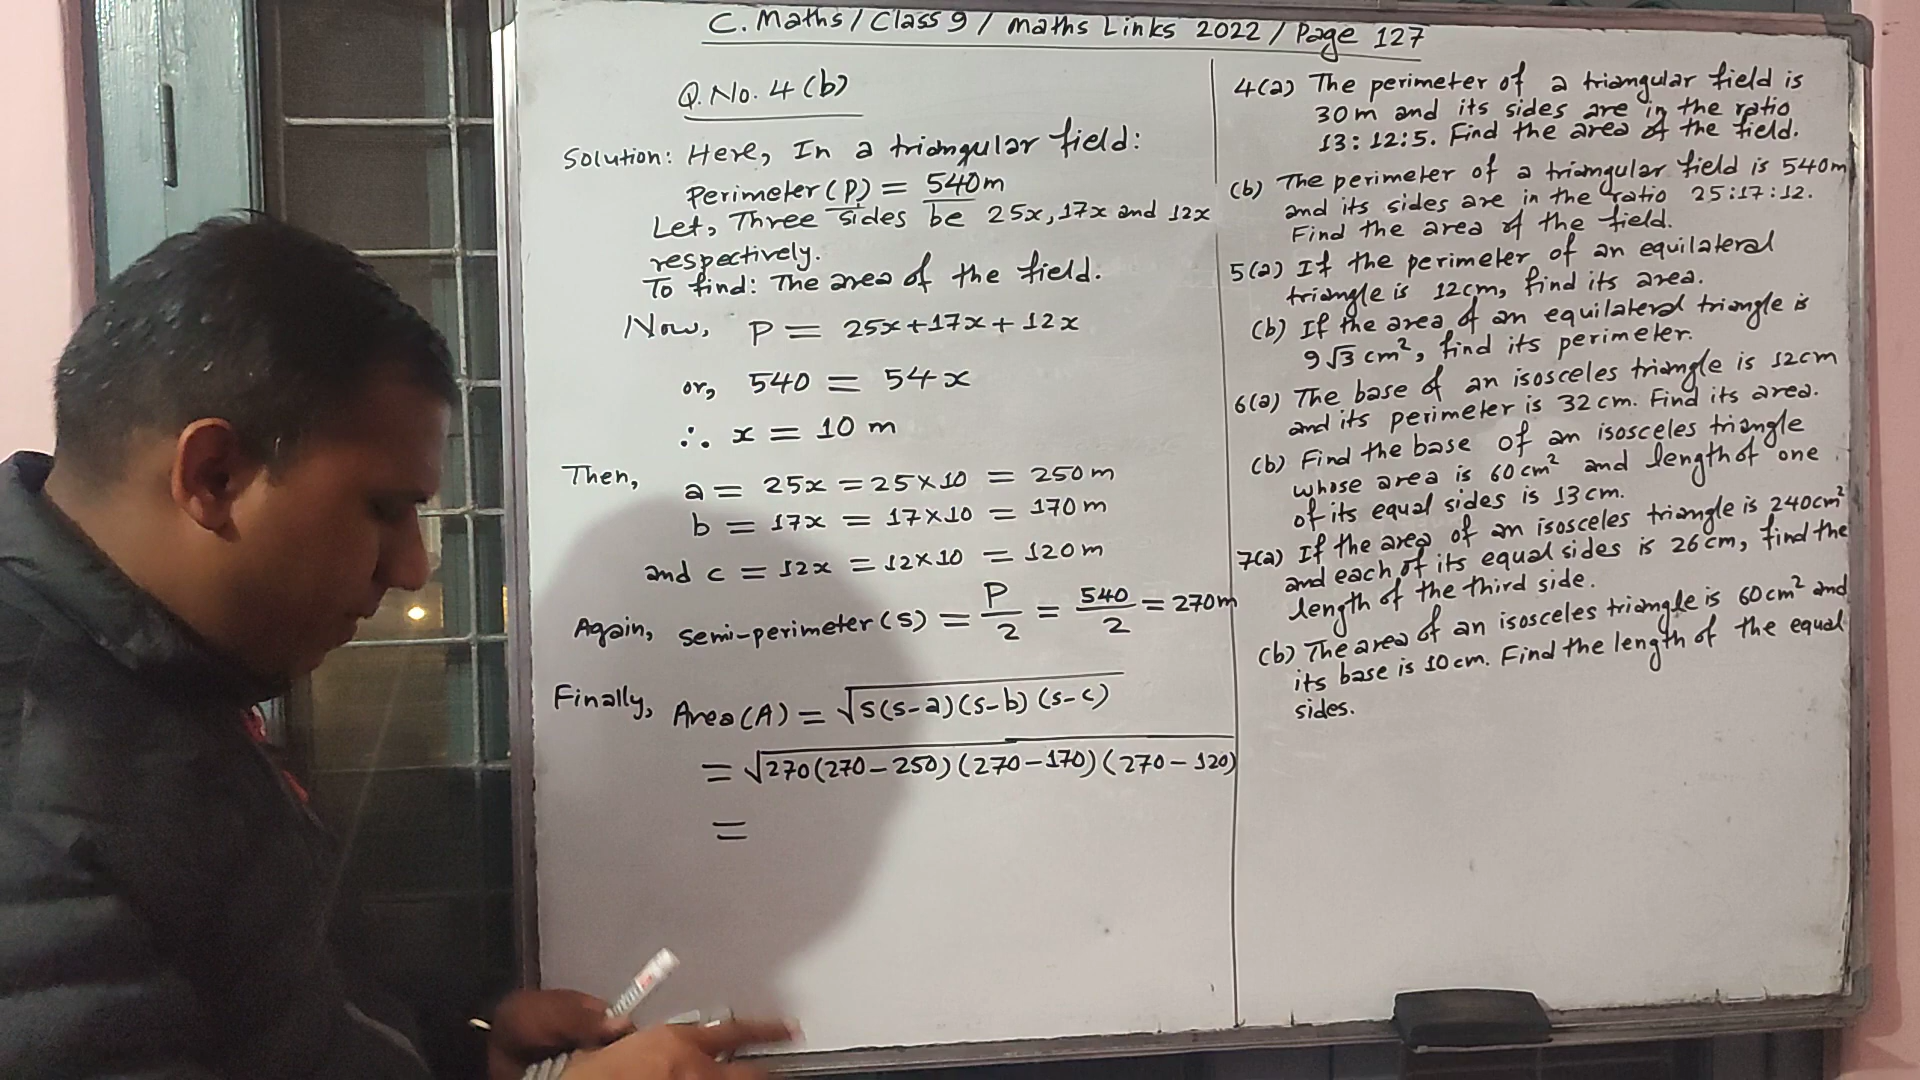 C. Maths / Class 9 / Maths Links 2022 / Page 127
Q. No. 4 (b)
Solution: Here, In a triangular field:
Perimeter (P) = 540m
Let, Three sides be 25x, 17x and 12x
respectively.
To find: The area of the field.
Now, P = 25x + 17x + 12x
or, 540 = 54x
∴ x = 10 m
Then, a = 25x = 25×10 = 250m
b = 17x = 17×10 = 170m
and c = 12x = 12×10 = 120m
Again, semi-perimeter (s) = P/2 = 540/2 = 270m
Finally, Area (A) = √s(s-a)(s-b)(s-c)
= √270(270-250)(270-170)(270-120)
=
4(a) The perimeter of a triangular field is
30m and its sides are in the ratio
13:12:5. Find the area of the field.
(b) The perimeter of a triangular field is 540m
and its sides are in the ratio 25:17:12.
Find the area of the field.
5(a) If the perimeter of an equilateral
triangle is 12cm, find its area.
(b) If the area of an equilateral triangle is
9√3 cm², find its perimeter.
6(a) The base of an isosceles triangle is 12cm
and its perimeter is 32cm. Find its area.
(b) Find the base of an isosceles triangle
whose area is 60cm² and length of one
of its equal sides is 13cm.
7(a) If the area of an isosceles triangle is 240cm²
and each of its equal sides is 26cm, find the
length of the third side.
(b) The area of an isosceles triangle is 60cm² and
its base is 10cm. Find the length of the equal
sides.